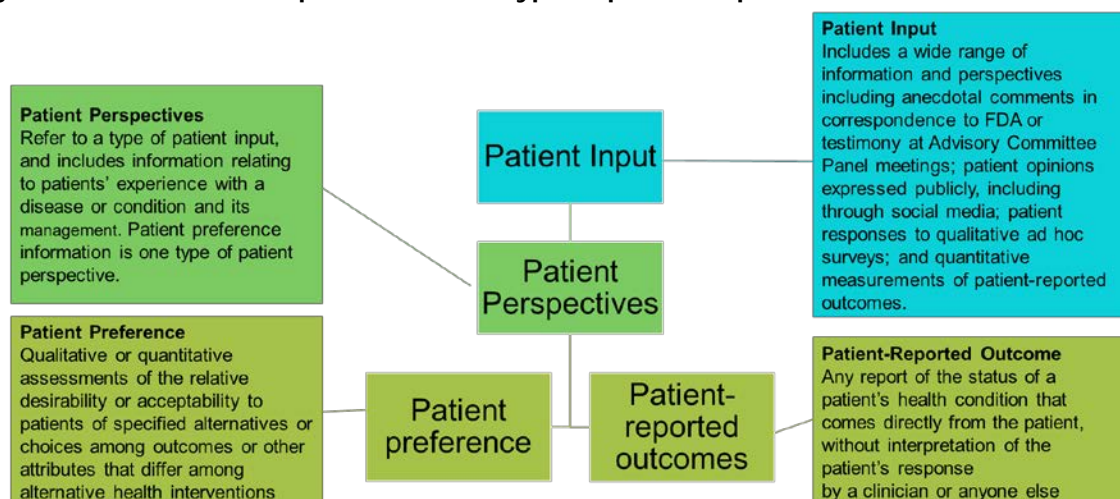 Patient Input
Includes a wide range of
information and perspectives
including anecdotal comments in
correspondence to FDA or
testimony at Advisory Committee
Panel meetings; patient opinions
expressed publicly, including
through social media; patient
responses to qualitative ad hoc
surveys; and quantitative
measurements of patient-reported
outcomes.
Patient Perspectives
Refer to a type of patient input,
and includes information relating
to patients' experience with a
disease or condition and its
management. Patient preference
information is one type of patient
perspective.
Patient Input
Patient
Perspectives
Patient Preference
Qualitative or quantitative
assessments of the relative
desirability or acceptability to
patients of specified alternatives or
choices among outcomes or other
attributes that differ among
alternative health interventions
Patient
preference
Patient-
reported
outcomes
Patient-Reported Outcome
Any report of the status of a
patient's health condition that
comes directly from the patient,
without interpretation of the
patient's response
by a clinician or anyone else